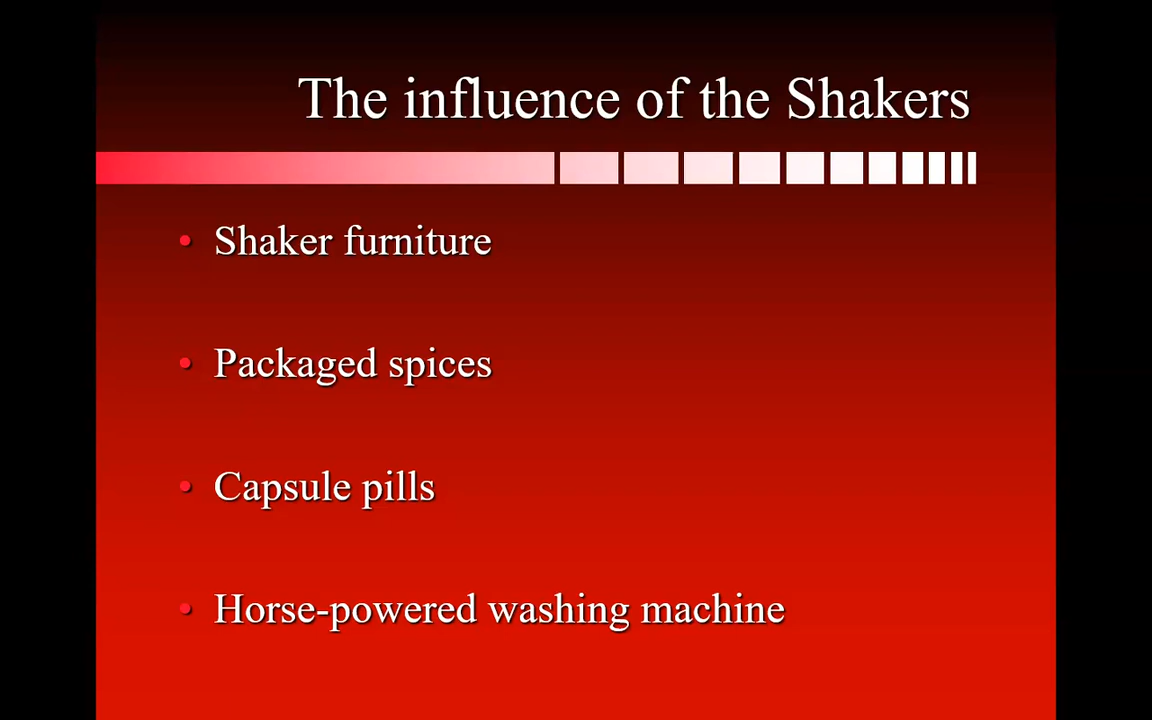 The influence of the Shakers
• Shaker furniture
• Packaged spices
• Capsule pills
• Horse-powered washing machine